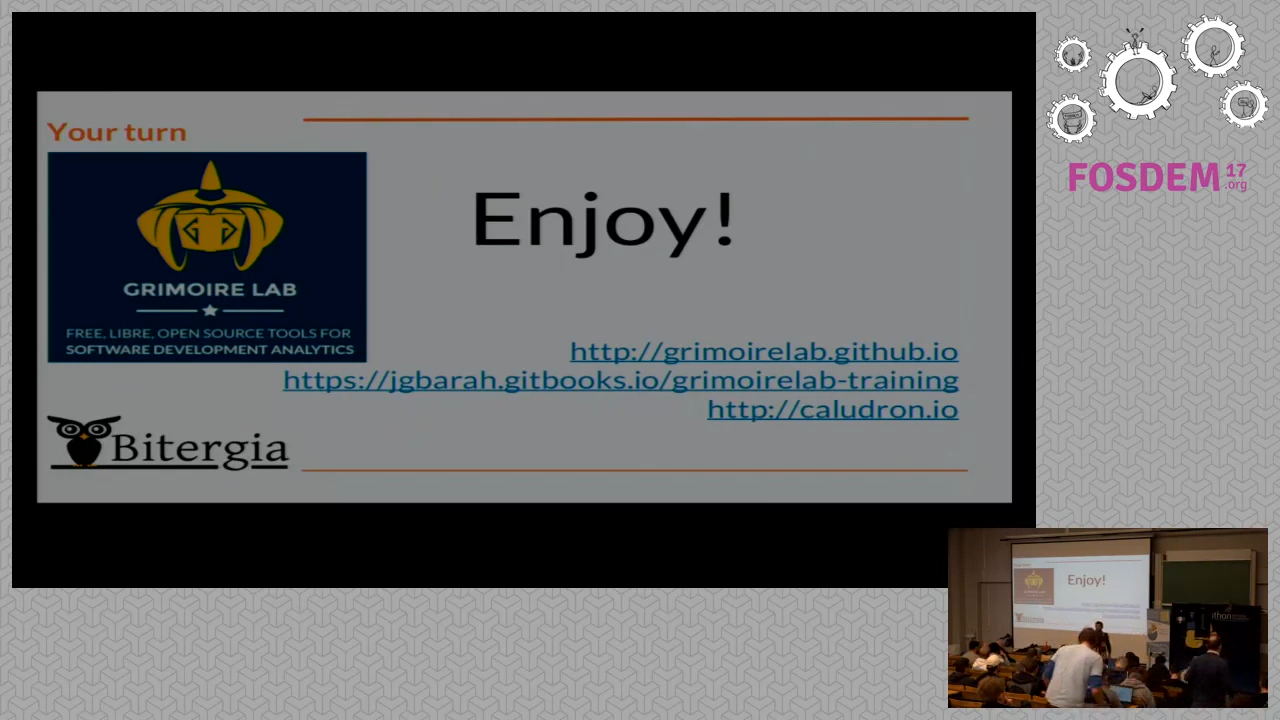 Your turn
GRIMOIRE LAB
FREE, LIBRE, OPEN SOURCE TOOLS FOR
SOFTWARE DEVELOPMENT ANALYTICS
Enjoy!
http://grimoirelab.github.io
https://jgbarah.gitbooks.io/grimoirelab-training
http://caludron.io
Bitergia
FOSDEM 17
.org
Enjoy!